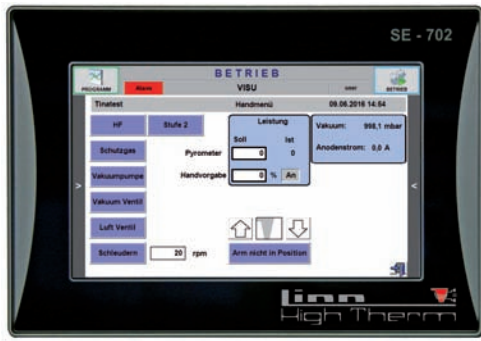 SE - 702
BETRIEB
PROGRAMM Alarm VISU user BETRIEB
Tinatest Handmenü 09.06.2016 14:54
HF Stufe 2 Leistung Vakuum: 998,1 mbar
Soll Ist
Schutzgas Pyrometer 0 0 Anodenstrom: 0,0 A
Vakuumpumpe Handvorgabe 0 % An
> <
Vakuum Ventil
Luft Ventil
Schleudern 20 rpm Arm nicht in Position
linn
High Therm